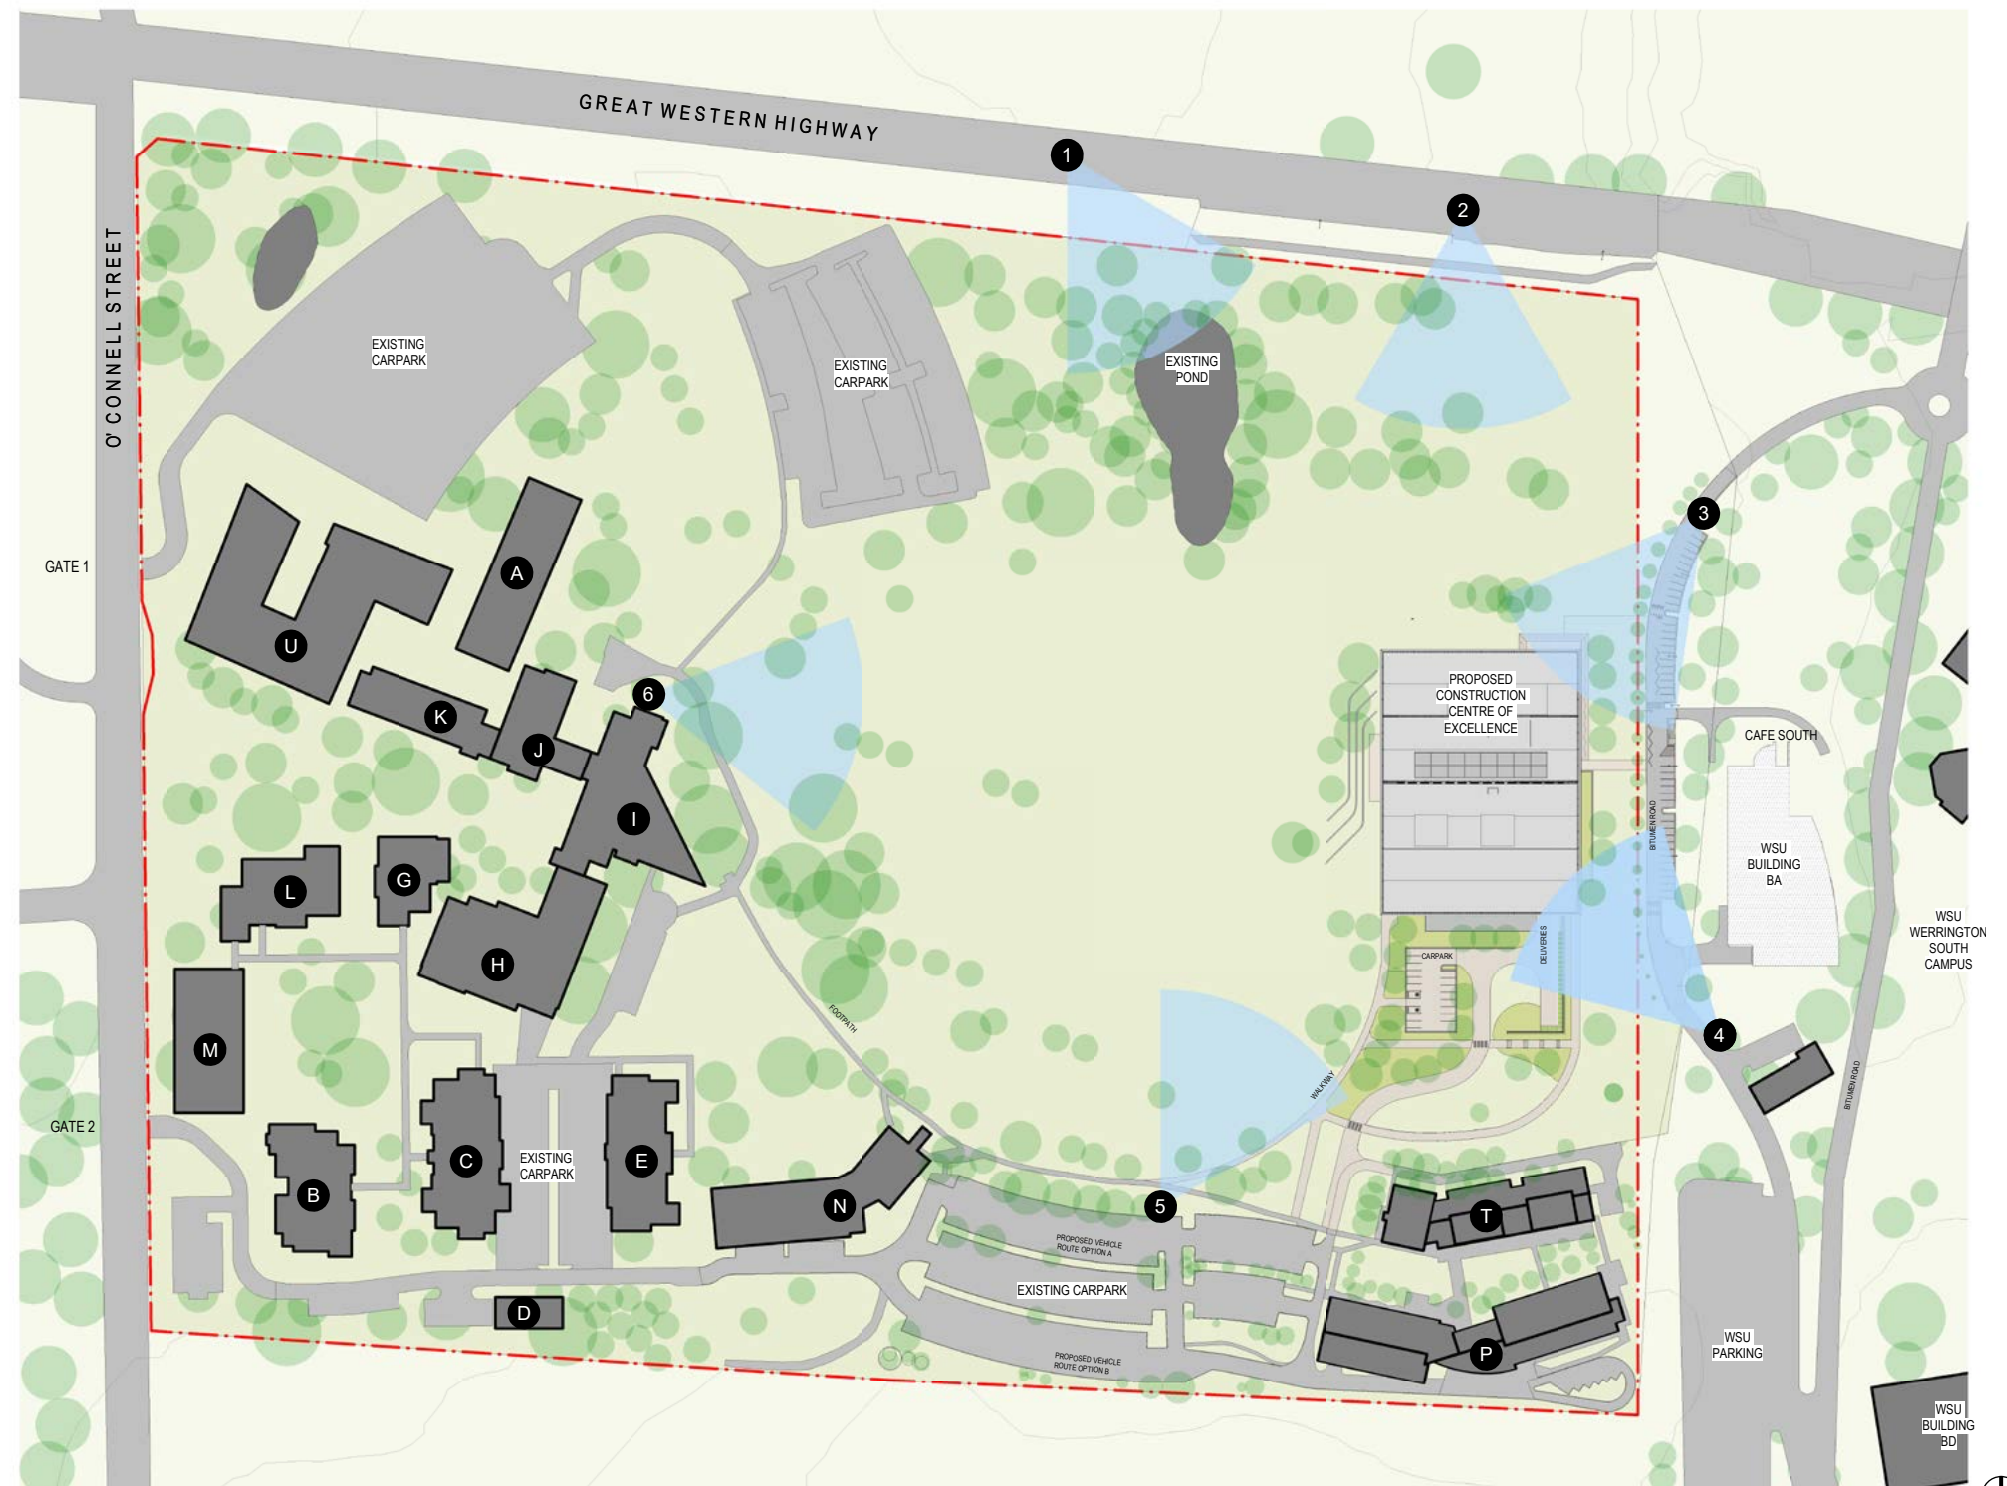 GREAT WESTERN HIGHWAY
1
2
O'CONNELL STREET
EXISTING
CARPARK
EXISTING
CARPARK
EXISTING
POND
3
GATE 1
A
U
6
K
J
I
PROPOSED
CONSTRUCTION
CENTRE OF
EXCELLENCE
CAFE SOUTH
BITUMEN ROAD
WSU
BUILDING
BA
L
G
H
WSU
WERRINGTON
SOUTH
CAMPUS
CARPARK
DELIVERIES
FOOTPATH
4
M
WALKWAY
BITUMEN ROAD
GATE 2
C
EXISTING
CARPARK
E
B
N
5
T
PROPOSED VEHICLE
ROUTE OPTION A
EXISTING CARPARK
D
PROPOSED VEHICLE
ROUTE OPTION B
P
WSU
PARKING
WSU
BUILDING
BD